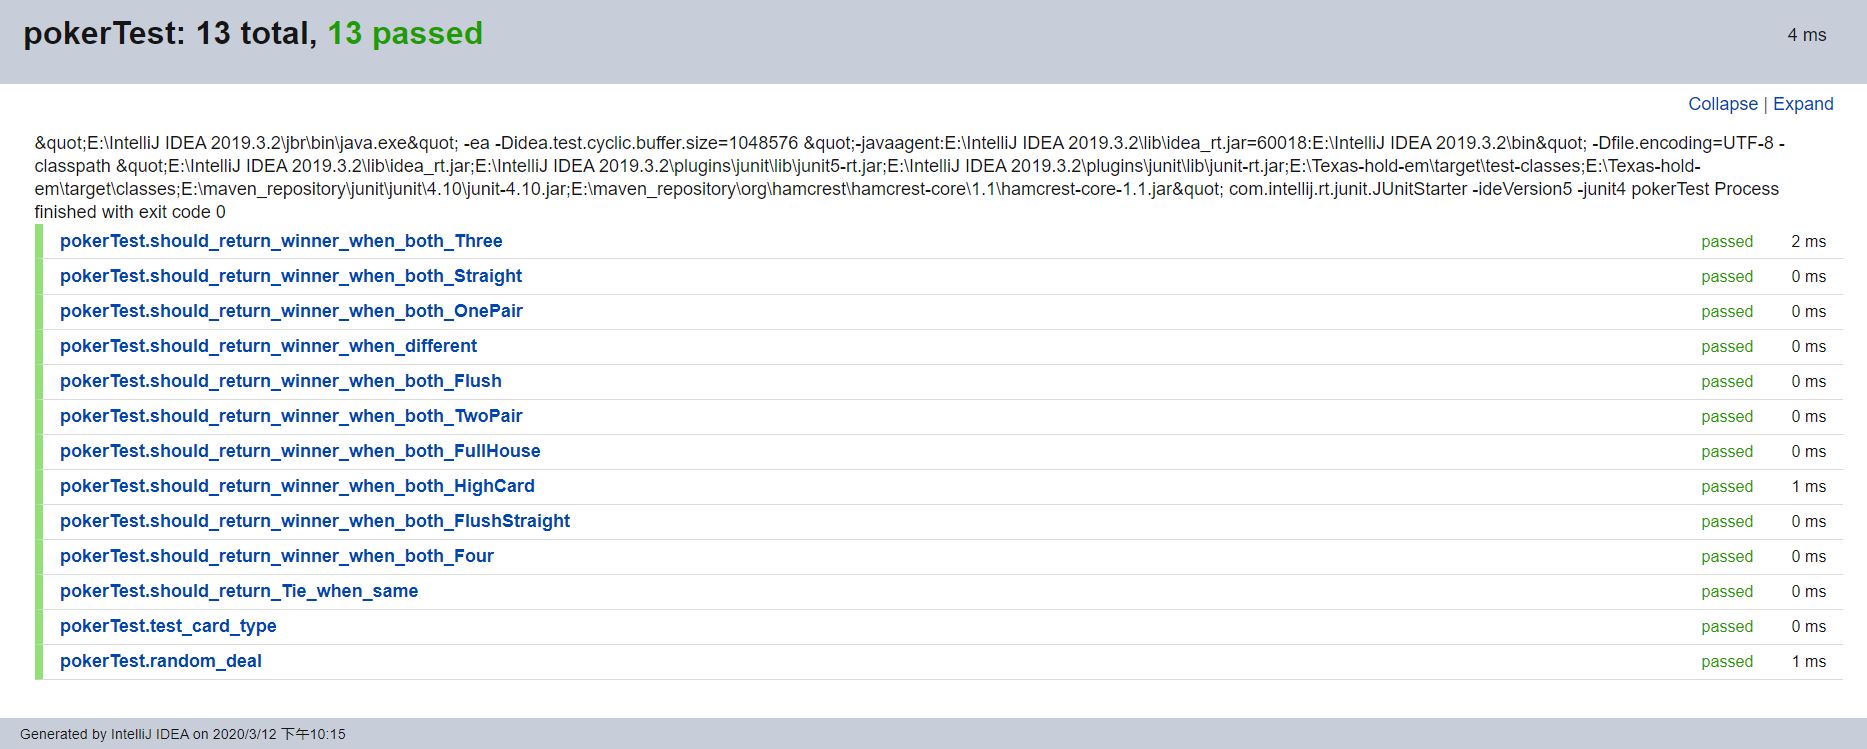 pokerTest: 13 total, 13 passed
4 ms
Collapse | Expand
&quot;E:\IntelliJ IDEA 2019.3.2\jbr\bin\java.exe&quot; -ea -Didea.test.cyclic.buffer.size=1048576 &quot;-javaagent:E:\IntelliJ IDEA 2019.3.2\lib\idea_rt.jar=60018:E:\IntelliJ IDEA 2019.3.2\bin&quot; -Dfile.encoding=UTF-8 -
classpath &quot;E:\IntelliJ IDEA 2019.3.2\lib\idea_rt.jar;E:\IntelliJ IDEA 2019.3.2\plugins\junit\lib\junit5-rt.jar;E:\IntelliJ IDEA 2019.3.2\plugins\junit\lib\junit-rt.jar;E:\Texas-hold-em\target\test-classes;E:\Texas-hold-
em\target\classes;E:\maven_repository\junit\junit\4.10\junit-4.10.jar;E:\maven_repository\org\hamcrest\hamcrest-core\1.1\hamcrest-core-1.1.jar&quot; com.intellij.rt.junit.JUnitStarter -ideVersion5 -junit4 pokerTest Process
finished with exit code 0
pokerTest.should_return_winner_when_both_Three passed 2 ms
pokerTest.should_return_winner_when_both_Straight passed 0 ms
pokerTest.should_return_winner_when_both_OnePair passed 0 ms
pokerTest.should_return_winner_when_different passed 0 ms
pokerTest.should_return_winner_when_both_Flush passed 0 ms
pokerTest.should_return_winner_when_both_TwoPair passed 0 ms
pokerTest.should_return_winner_when_both_FullHouse passed 0 ms
pokerTest.should_return_winner_when_both_HighCard passed 1 ms
pokerTest.should_return_winner_when_both_FlushStraight passed 0 ms
pokerTest.should_return_winner_when_both_Four passed 0 ms
pokerTest.should_return_Tie_when_same passed 0 ms
pokerTest.test_card_type passed 0 ms
pokerTest.random_deal passed 1 ms
Generated by IntelliJ IDEA on 2020/3/12 下午10:15